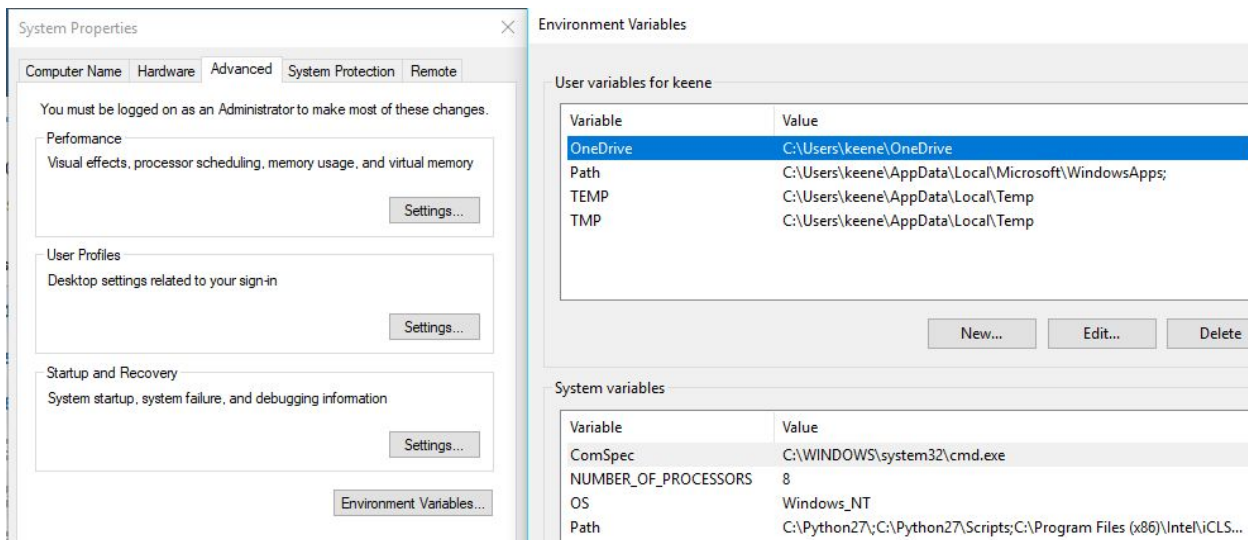 System Properties
Computer Name Hardware Advanced System Protection Remote
You must be logged on as an Administrator to make most of these changes.
Performance
Visual effects, processor scheduling, memory usage, and virtual memory
Settings...
User Profiles
Desktop settings related to your sign-in
Settings...
Startup and Recovery
System startup, system failure, and debugging information
Settings...
Environment Variables...
Environment Variables
User variables for keene
Variable Value
OneDrive C:\Users\keene\OneDrive
Path C:\Users\keene\AppData\Local\Microsoft\WindowsApps;
TEMP C:\Users\keene\AppData\Local\Temp
TMP C:\Users\keene\AppData\Local\Temp
New... Edit... Delete
System variables
Variable Value
ComSpec C:\WINDOWS\system32\cmd.exe
NUMBER_OF_PROCESSORS 8
OS Windows_NT
Path C:\Python27\;C:\Python27\Scripts;C:\Program Files (x86)\Intel\iCLS...